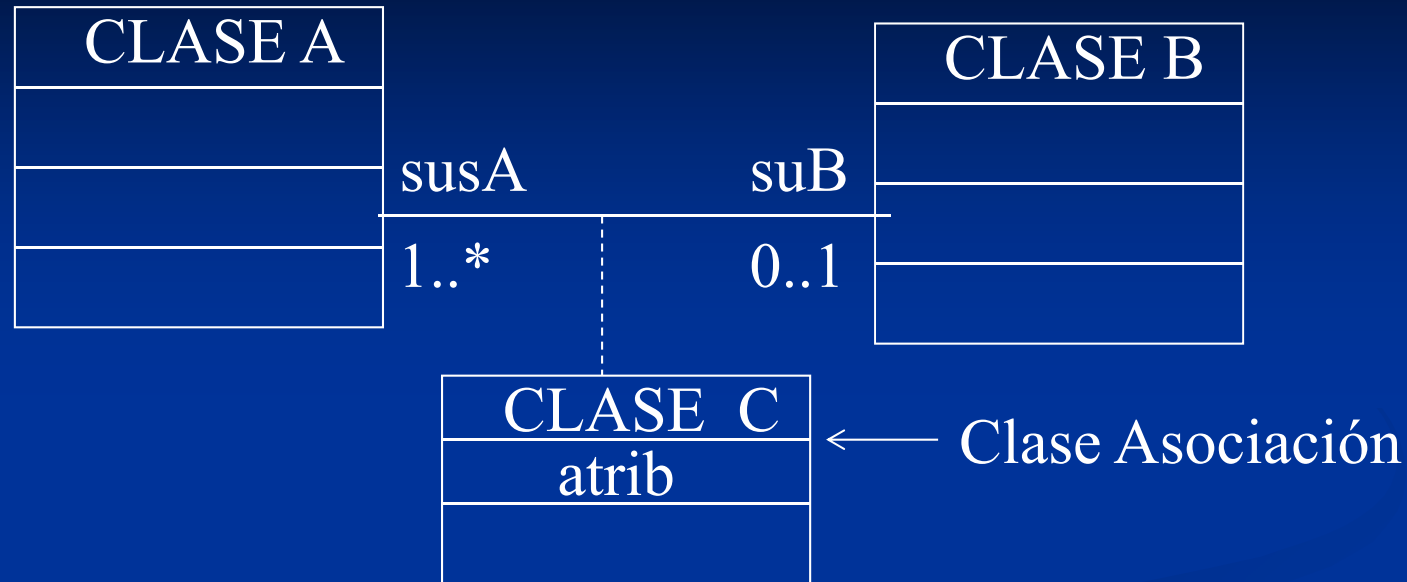 CLASE A
CLASE B
susA
suB
1..*
0..1
CLASE C
atrib
Clase Asociación